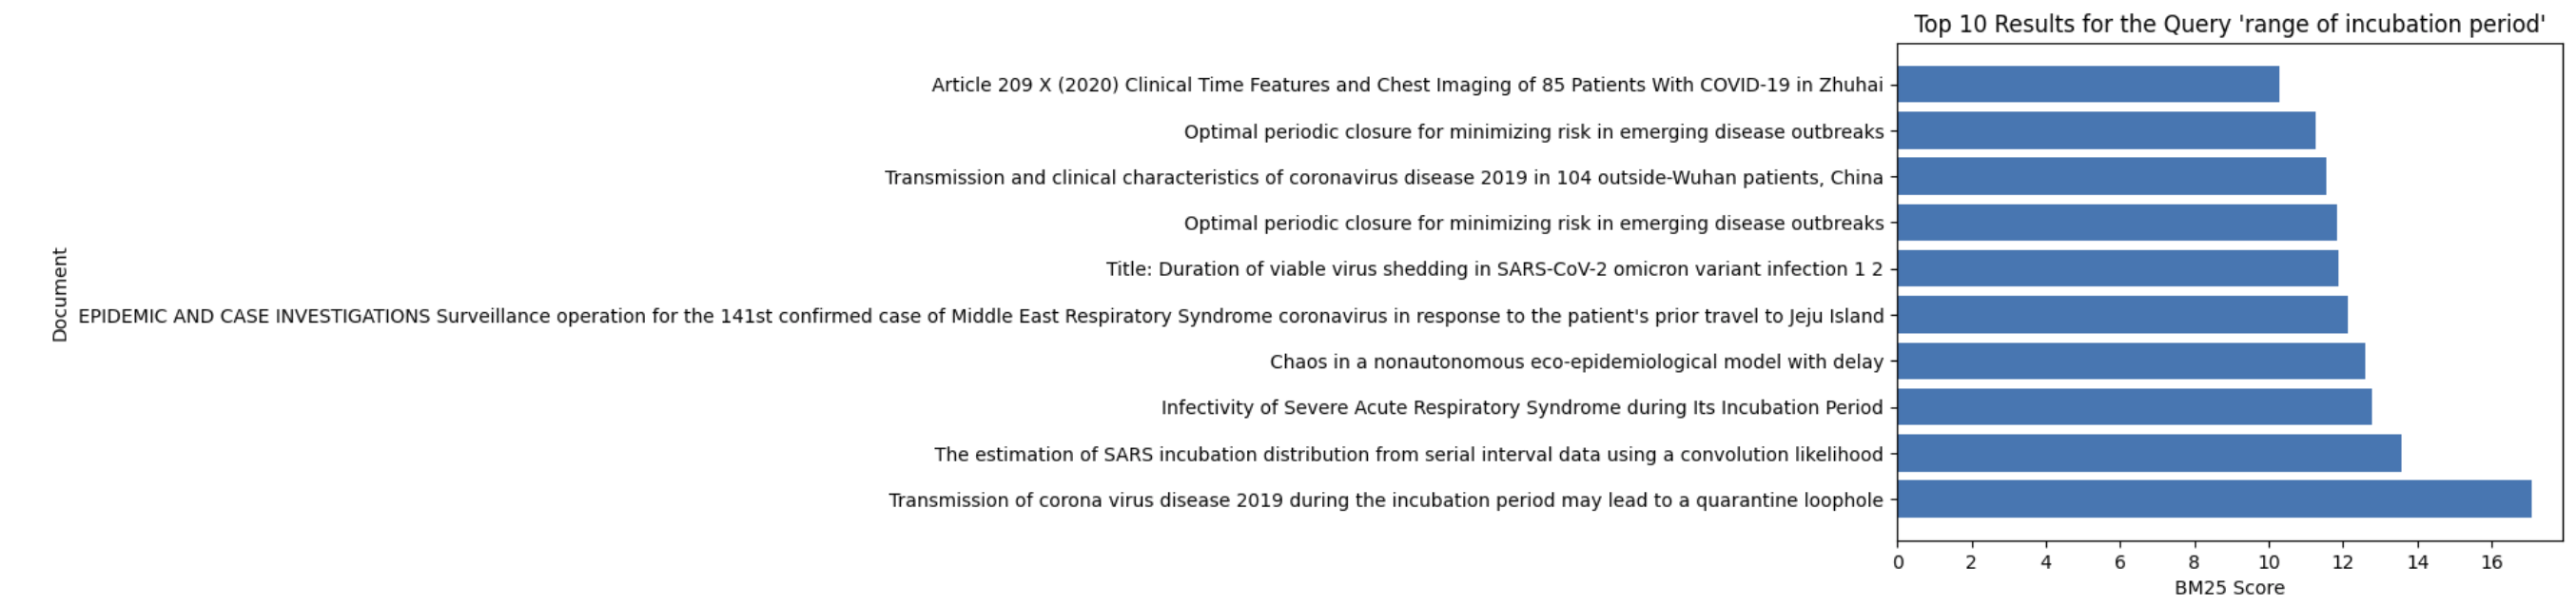 Top 10 Results for the Query 'range of incubation period'
Document
Article 209 X (2020) Clinical Time Features and Chest Imaging of 85 Patients With COVID-19 in Zhuhai
Optimal periodic closure for minimizing risk in emerging disease outbreaks
Transmission and clinical characteristics of coronavirus disease 2019 in 104 outside-Wuhan patients, China
Optimal periodic closure for minimizing risk in emerging disease outbreaks
Title: Duration of viable virus shedding in SARS-CoV-2 omicron variant infection 1 2
EPIDEMIC AND CASE INVESTIGATIONS Surveillance operation for the 141st confirmed case of Middle East Respiratory Syndrome coronavirus in response to the patient's prior travel to Jeju Island
Chaos in a nonautonomous eco-epidemiological model with delay
Infectivity of Severe Acute Respiratory Syndrome during Its Incubation Period
The estimation of SARS incubation distribution from serial interval data using a convolution likelihood
Transmission of corona virus disease 2019 during the incubation period may lead to a quarantine loophole
0 2 4 6 8 10 12 14 16
BM25 Score